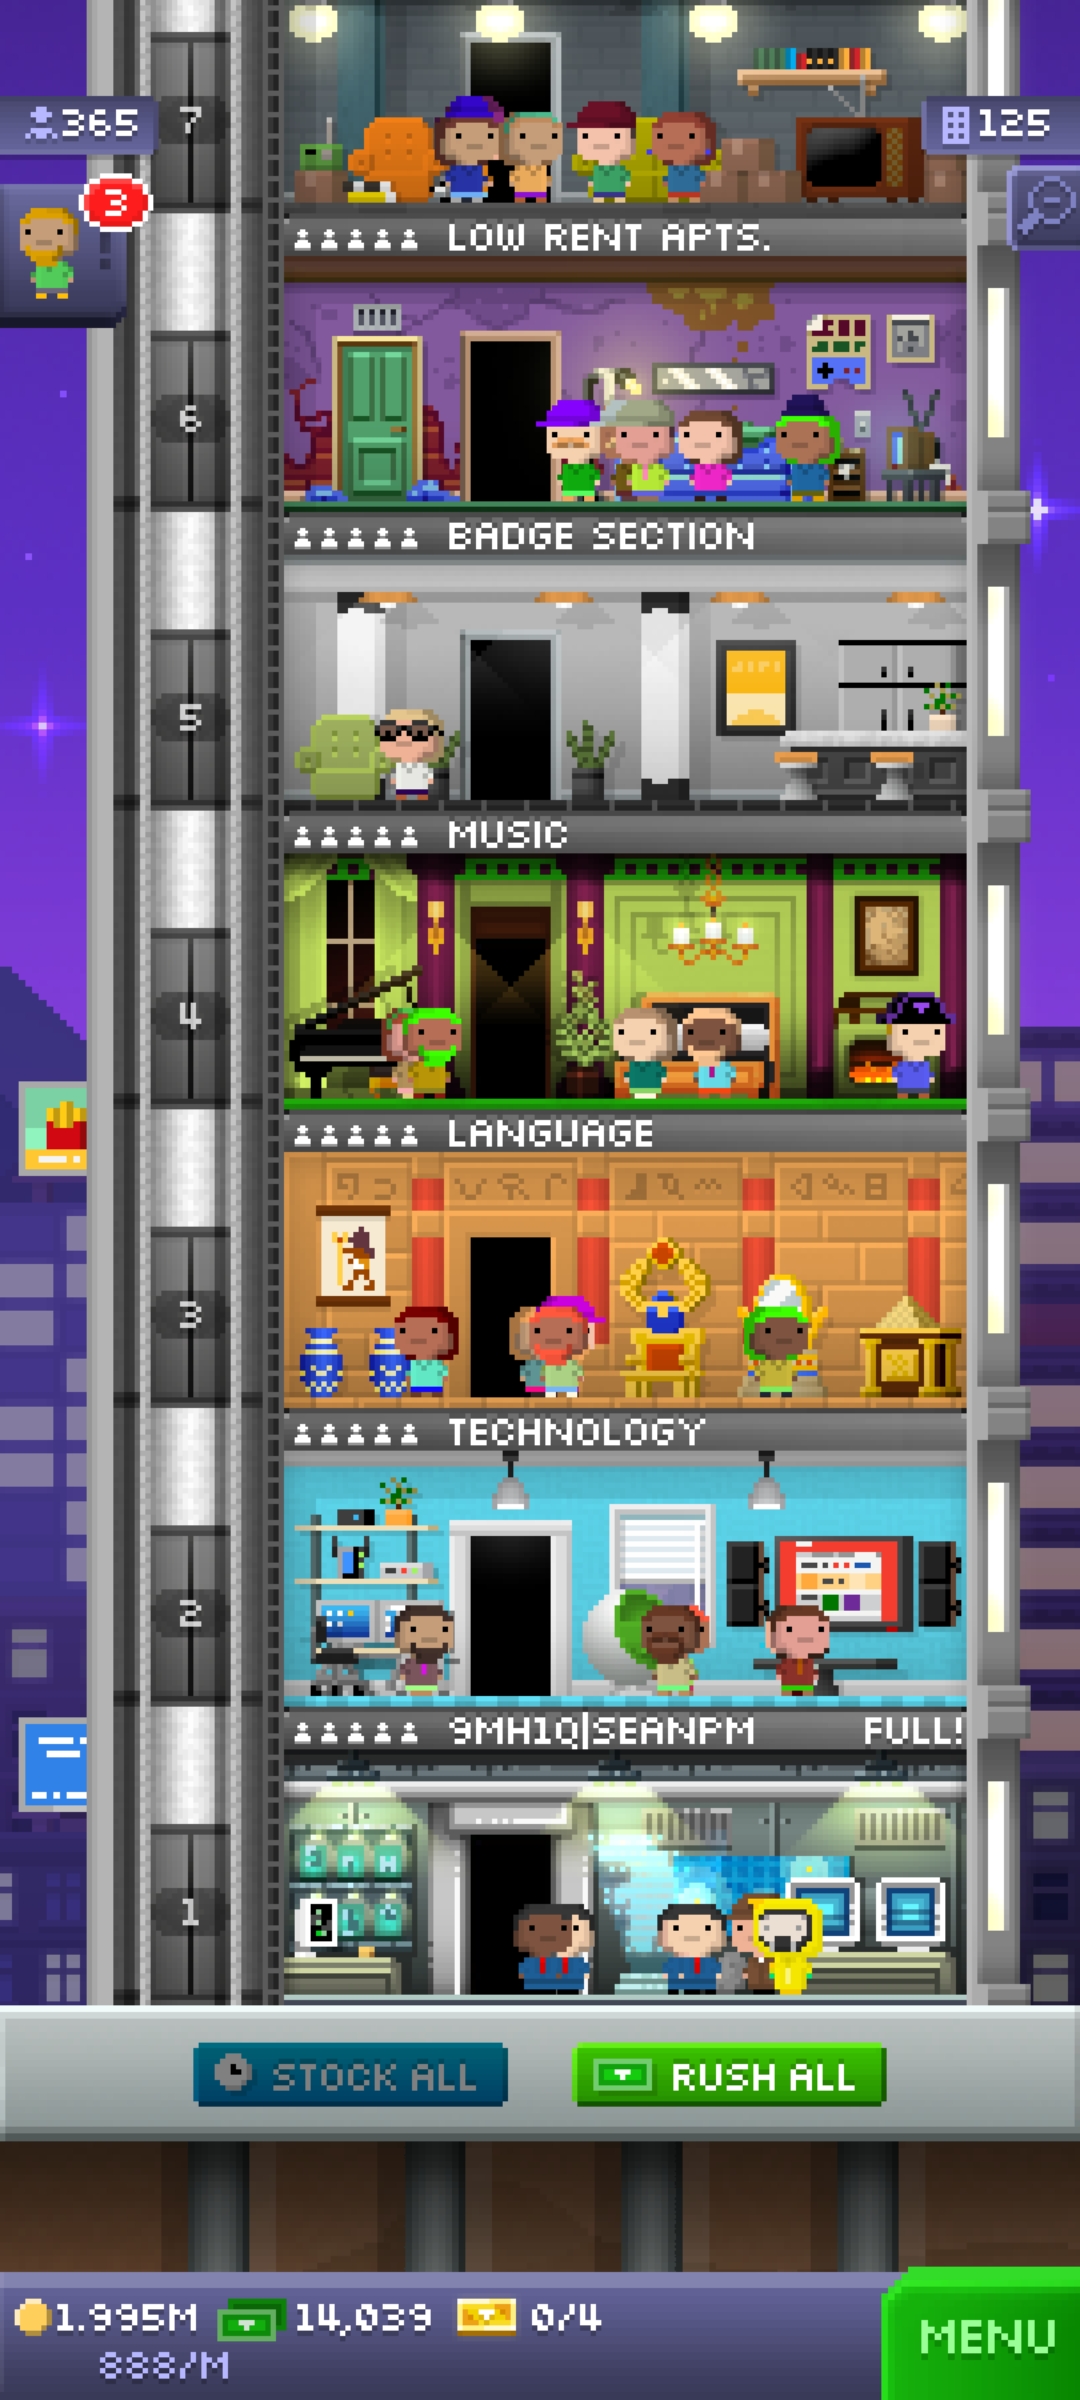 365
7
125
3
LOW RENT APTS.
6
BADGE SECTION
5
MUSIC
4
LANGUAGE
3
TECHNOLOGY
2
9MH1Q|SEANPM FULL!
1
STOCK ALL
RUSH ALL
1.995M 14,039 0/4
888/M
MENU